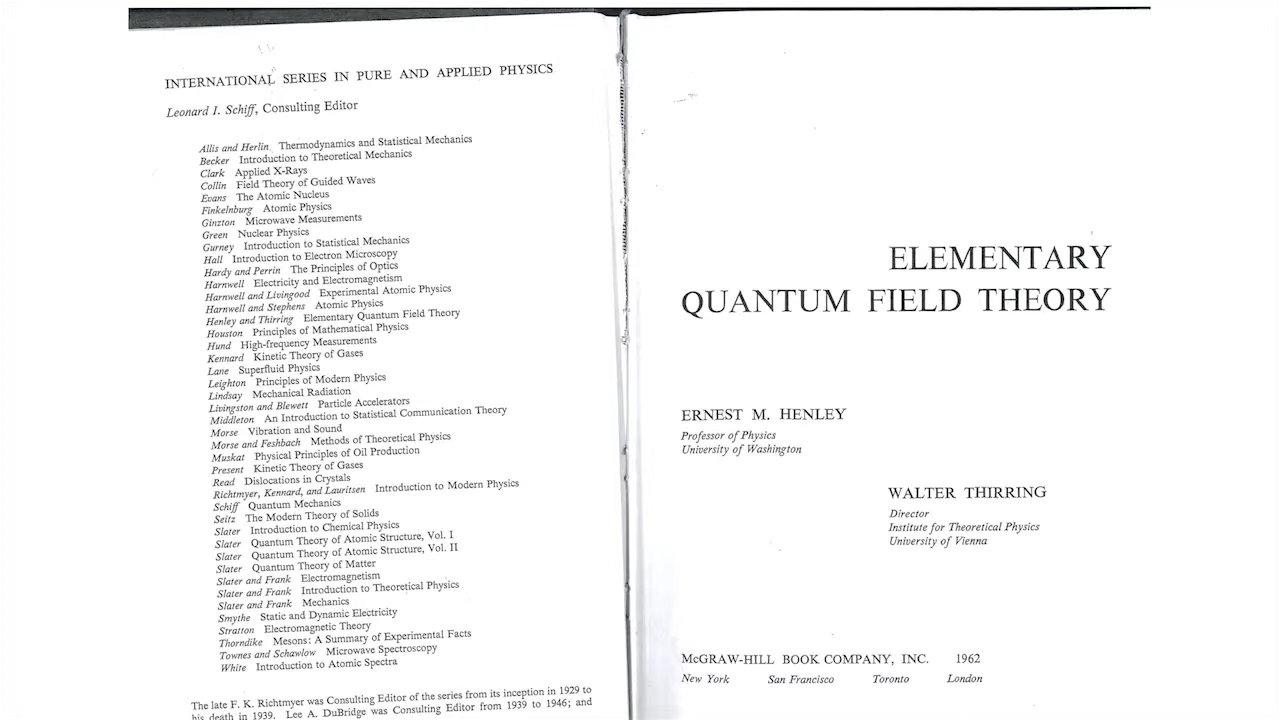 INTERNATIONAL SERIES IN PURE AND APPLIED PHYSICS
Leonard I. Schiff, Consulting Editor
Allis and Herlin Thermodynamics and Statistical Mechanics
Becker Introduction to Theoretical Mechanics
Clark Applied X-Rays
Collin Field Theory of Guided Waves
Evans The Atomic Nucleus
Finkelnburg Atomic Physics
Ginzton Microwave Measurements
Green Nuclear Physics
Gurney Introduction to Statistical Mechanics
Hall Introduction to Electron Microscopy
Hardy and Perrin The Principles of Optics
Harnwell Electricity and Electromagnetism
Harnwell and Livingood Experimental Atomic Physics
Harnwell and Stephens Atomic Physics
Henley and Thirring Elementary Quantum Field Theory
Houston Principles of Mathematical Physics
Hund High-frequency Measurements
Kennard Kinetic Theory of Gases
Lane Superfluid Physics
Leighton Principles of Modern Physics
Lindsay Mechanical Radiation
Livingston and Blewett Particle Accelerators
Middleton An Introduction to Statistical Communication Theory
Morse Vibration and Sound
Morse and Feshbach Methods of Theoretical Physics
Muskat Physical Principles of Oil Production
Present Kinetic Theory of Gases
Read Dislocations in Crystals
Richtmyer, Kennard, and Lauritsen Introduction to Modern Physics
Schiff Quantum Mechanics
Seitz The Modern Theory of Solids
Slater Introduction to Chemical Physics
Slater Quantum Theory of Atomic Structure, Vol. I
Slater Quantum Theory of Atomic Structure, Vol. II
Slater Quantum Theory of Matter
Slater and Frank Electromagnetism
Slater and Frank Introduction to Theoretical Physics
Slater and Frank Mechanics
Smythe Static and Dynamic Electricity
Stratton Electromagnetic Theory
Thorndike Mesons: A Summary of Experimental Facts
Townes and Schawlow Microwave Spectroscopy
White Introduction to Atomic Spectra
The late F. K. Richtmyer was Consulting Editor of the series from its inception in 1929 to
his death in 1939. Lee A. DuBridge was Consulting Editor from 1939 to 1946; and
ELEMENTARY
QUANTUM FIELD THEORY
ERNEST M. HENLEY
Professor of Physics
University of Washington
WALTER THIRRING
Director
Institute for Theoretical Physics
University of Vienna
McGRAW-HILL BOOK COMPANY, INC. 1962
New York San Francisco Toronto London